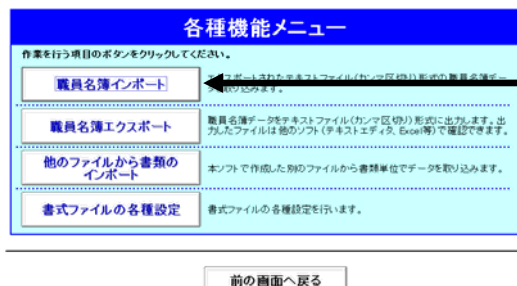 各種機能メニュー
作業を行う項目のボタンをクリックしてください。
職員名簿インポート
エクスポートされたテキストファイル(カンマ区切り)形式の職員名簿デー
タを取り込みます。
職員名簿エクスポート
職員名簿データをテキストファイル(カンマ区切り)形式に出力します。出
力したファイルは他のソフト(テキストエディタ、Excel等)で確認できます。
他のファイルから書類の
インポート
本ソフトで作成した別のファイルから書類単位でデータを取り込みます。
書式ファイルの各種設定
書式ファイルの各種設定を行います。
前の画面へ戻る